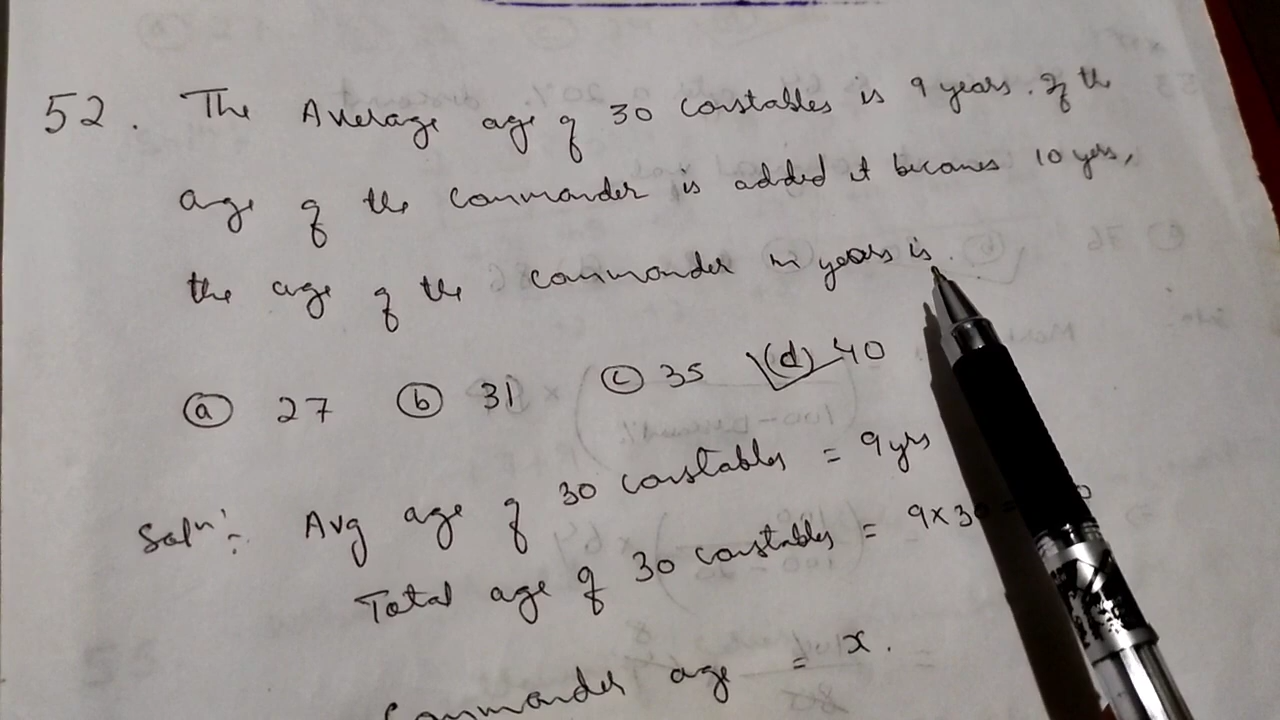 52. The Average age of 30 constables is 9 years. If the
age of the commander is added it becomes 10 yrs,
the age of the commander in years is.
(a) 27 (b) 31 (c) 35 (d) 40
Soln:- Avg age of 30 constables = 9 yrs
Total age of 30 constables = 9 x 30 =
Commander age = x.